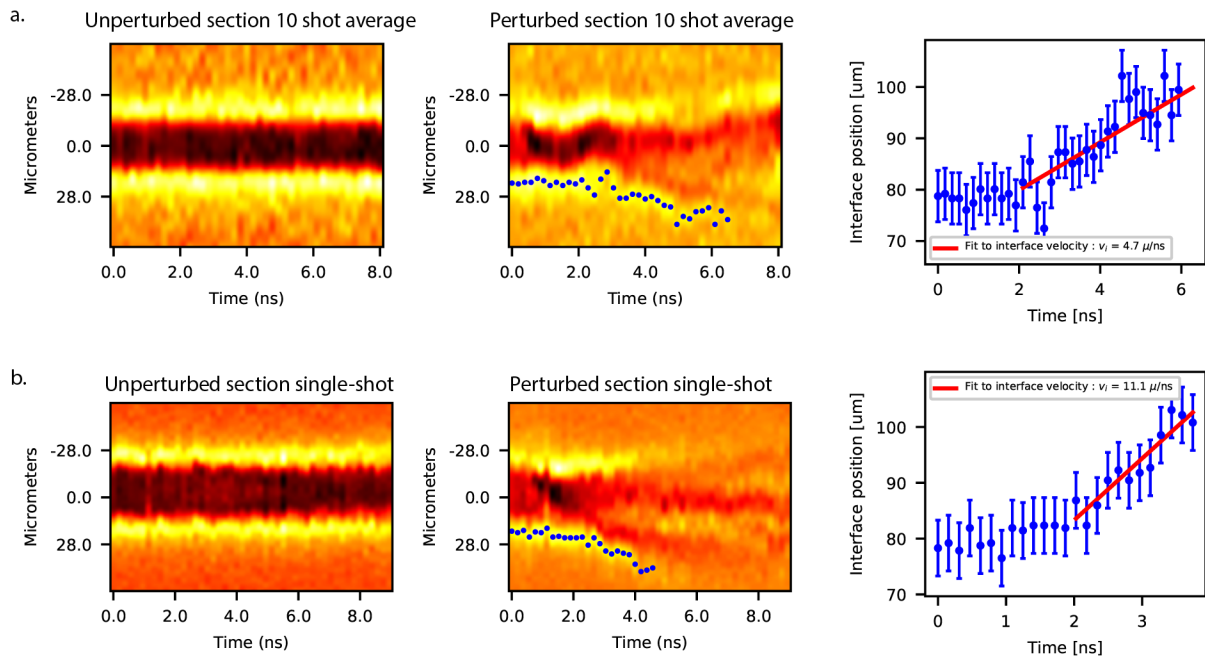 a.
Unperturbed section 10 shot average
Perturbed section 10 shot average
Micrometers
-28.0
0.0
28.0
0.0 2.0 4.0 6.0 8.0
Time (ns)
Micrometers
-28.0
0.0
28.0
0.0 2.0 4.0 6.0 8.0
Time (ns)
Interface position [um]
100
90
80
70
Fit to interface velocity : vᵢ = 4.7 μ/ns
0 2 4 6
Time [ns]
b.
Unperturbed section single-shot
Perturbed section single-shot
Micrometers
-28.0
0.0
28.0
0.0 2.0 4.0 6.0 8.0
Time (ns)
Micrometers
-28.0
0.0
28.0
0.0 2.0 4.0 6.0 8.0
Time (ns)
Interface position [um]
Fit to interface velocity : vᵢ = 11.1 μ/ns
100
90
80
70
0 1 2 3
Time [ns]